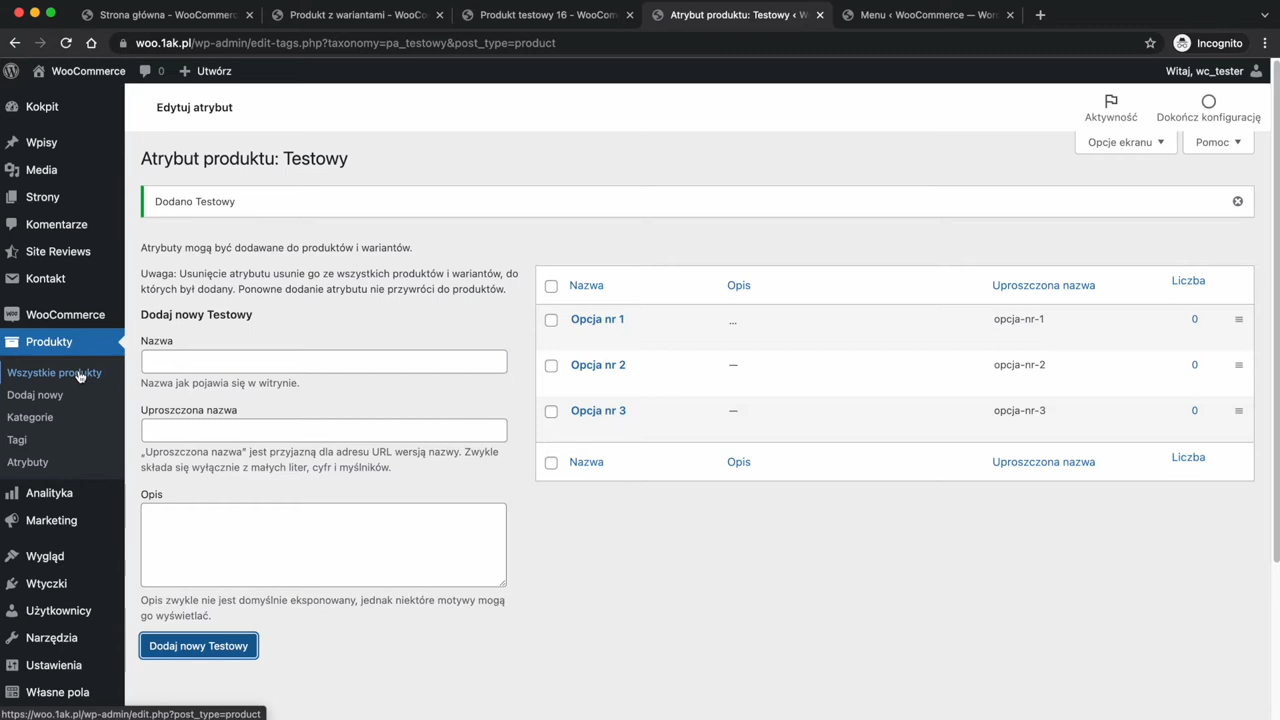 Strona główna - WooCommerc
Produkt z wariantami - WooCo
Produkt testowy 16 - WooCom
Atrybut produktu: Testowy ‹ W
Menu ‹ WooCommerce — Wor
woo.1ak.pl/wp-admin/edit-tags.php?taxonomy=pa_testowy&post_type=product
Incognito
WooCommerce
0
Utwórz
Witaj, wc_tester
Kokpit
Wpisy
Media
Strony
Komentarze
Site Reviews
Kontakt
WooCommerce
Produkty
Wszystkie produkty
Dodaj nowy
Kategorie
Tagi
Atrybuty
Analityka
Marketing
Wygląd
Wtyczki
Użytkownicy
Narzędzia
Ustawienia
Własne pola
Edytuj atrybut
Aktywność
Dokończ konfigurację
Opcje ekranu
Pomoc
Atrybut produktu: Testowy
Dodano Testowy
Atrybuty mogą być dodawane do produktów i wariantów.
Uwaga: Usunięcie atrybutu usunie go ze wszystkich produktów i wariantów, do
których był dodany. Ponowne dodanie atrybutu nie przywróci do produktów.
Dodaj nowy Testowy
Nazwa
Nazwa jak pojawia się w witrynie.
Uproszczona nazwa
„Uproszczona nazwa” jest przyjazną dla adresu URL wersją nazwy. Zwykle
składa się wyłącznie z małych liter, cyfr i myślników.
Opis
Opis zwykle nie jest domyślnie eksponowany, jednak niektóre motywy mogą
go wyświetlać.
Dodaj nowy Testowy
Nazwa Opis Uproszczona nazwa Liczba
Opcja nr 1 ... opcja-nr-1 0
Opcja nr 2 — opcja-nr-2 0
Opcja nr 3 — opcja-nr-3 0
Nazwa Opis Uproszczona nazwa Liczba
https://woo.1ak.pl/wp-admin/edit.php?post_type=product